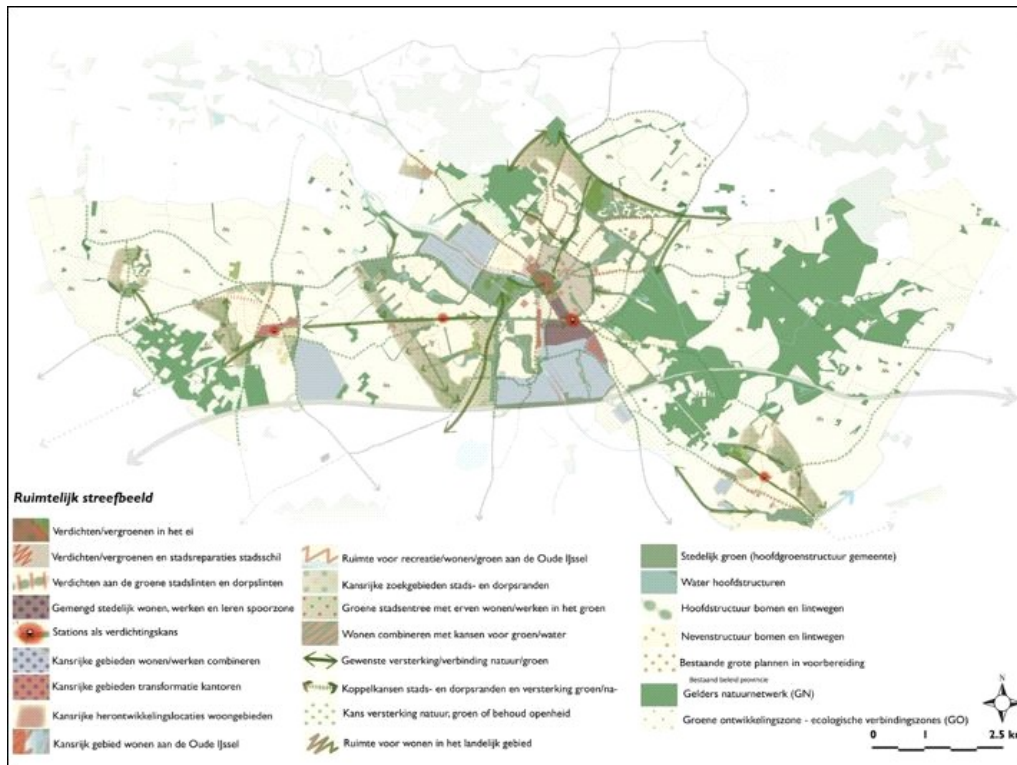 Ruimtelijk streefbeeld
Verdichten/vergroenen in het ei
Verdichten/vergroenen en stadsreparaties stadsschil
Verdichten aan de groene stadslinten en dorpslinten
Gemengd stedelijk wonen, werken en leren spoorzone
Stations als verdichtingskans
Kansrijke gebieden wonen/werken combineren
Kansrijke gebieden transformatie kantoren
Kansrijke herontwikkelingslocaties woongebieden
Kansrijk gebied wonen aan de Oude IJssel
Ruimte voor recreatie/wonen/groen aan de Oude IJssel
Kansrijke zoekgebieden stads- en dorpsranden
Groene stadsentree met erven wonen/werken in het groen
Wonen combineren met kansen voor groen/water
Gewenste versterking/verbinding natuur/groen
Koppelkansen stads- en dorpsranden en versterking groen/na-
Kans versterking natuur, groen of behoud openheid
Ruimte voor wonen in het landelijk gebied
Stedelijk groen (hoofdgroenstructuur gemeente)
Water hoofdstructuren
Hoofdstructuur bomen en lintwegen
Nevenstructuur bomen en lintwegen
Bestaande grote plannen in voorbereiding
Bestaand beleid provincie
Gelders natuurnetwerk (GN)
Groene ontwikkelingszone - ecologische verbindingszones (GO)
N
0 1 2.5 km